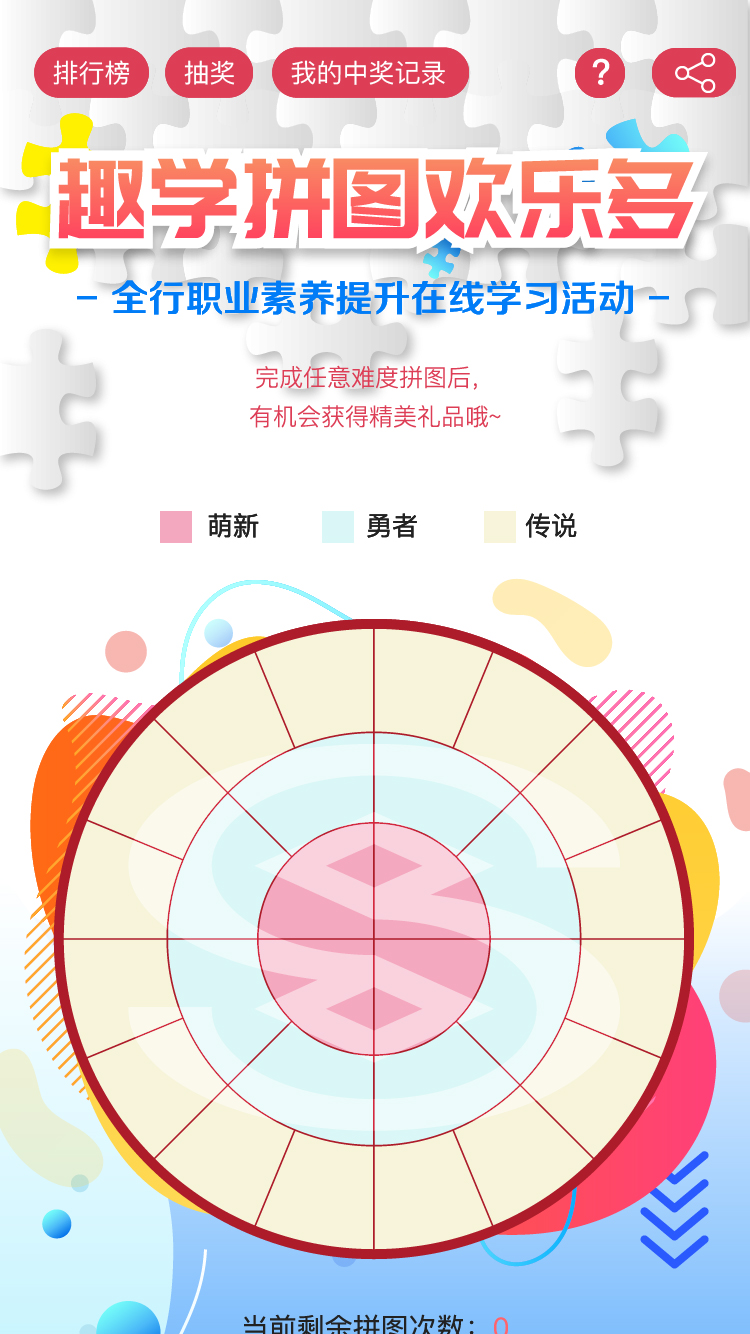 排行榜
抽奖
我的中奖记录
?
趣学拼图欢乐多
- 全行职业素养提升在线学习活动 -
完成任意难度拼图后，
有机会获得精美礼品哦~
萌新
勇者
传说
当前剩余拼图次数：0